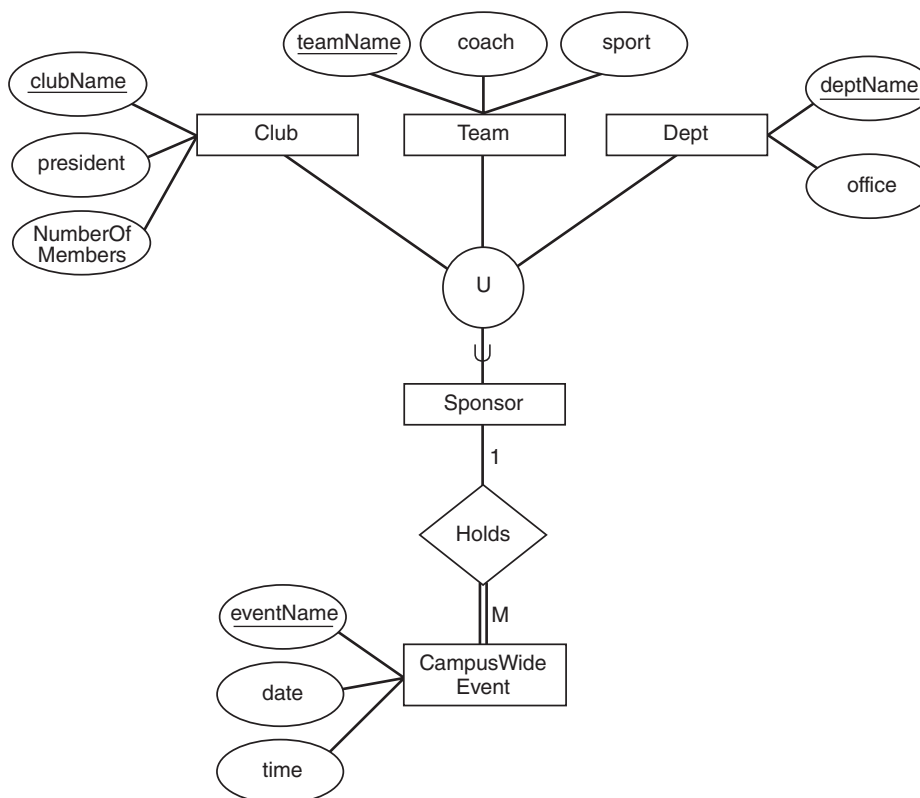 teamName
coach
sport
clubName
deptName
Club
Team
Dept
president
office
NumberOf
Members
U
U
Sponsor
1
Holds
eventName
M
CampusWide
Event
date
time